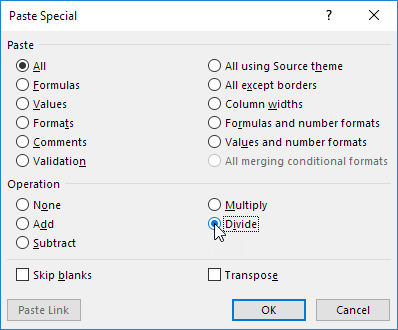 Paste Special
Paste
All
All using Source theme
Formulas
All except borders
Values
Column widths
Formats
Formulas and number formats
Comments
Values and number formats
Validation
All merging conditional formats
Operation
None
Multiply
Add
Divide
Subtract
Skip blanks
Transpose
Paste Link
OK
Cancel